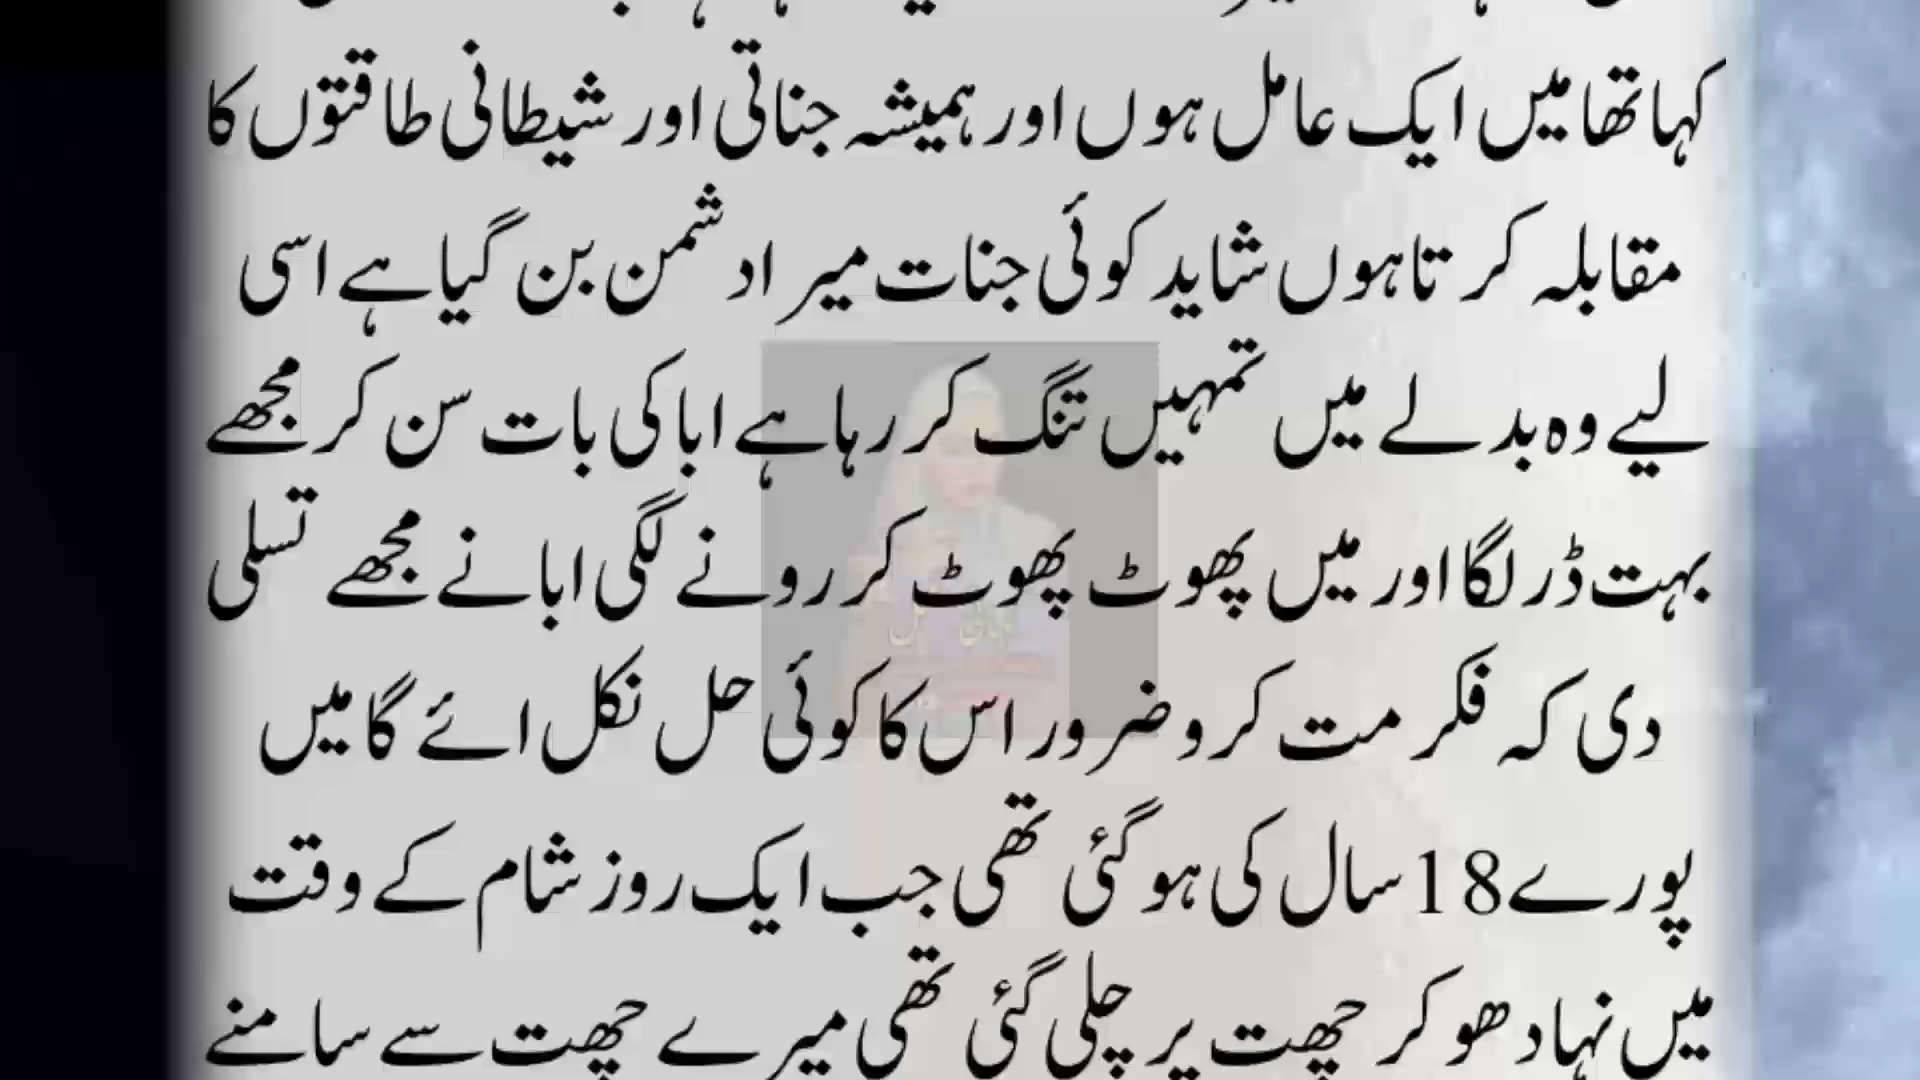 کہا تھا میں ایک عامل ہوں اور ہمیشہ جناتی اور شیطانی طاقتوں کا
مقابلہ کرتا ہوں شاید کوئی جنات میرا دشمن بن گیا ہے اسی
لیے وہ بدلے میں تمہیں تنگ کر رہا ہے ابا کی بات سن کر مجھے
بہت ڈر لگا اور میں پھوٹ پھوٹ کر رونے لگی ابا نے مجھے تسلی
دی کہ فکر مت کرو ضرور اس کا کوئی حل نکل ائے گا میں
پورے 18 سال کی ہو گئی تھی جب ایک روز شام کے وقت
میں نہا دھو کر چھت پر چلی گئی تھی میرے چھت سے سامنے